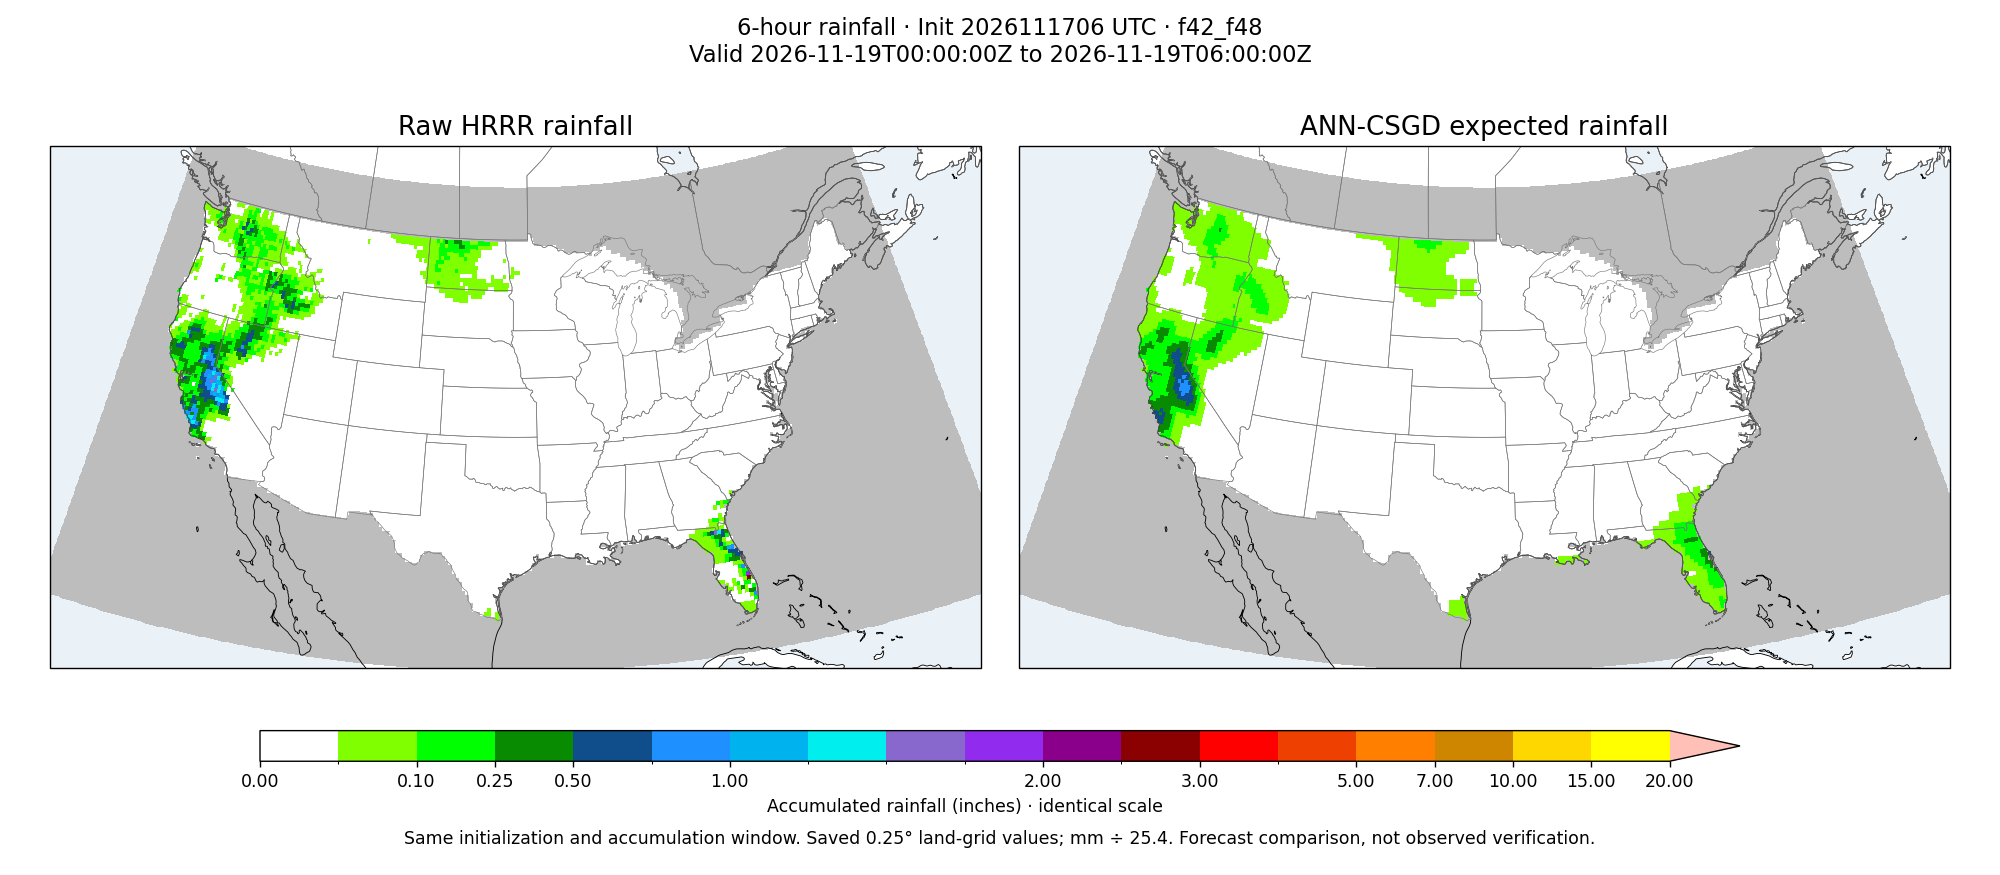 6-hour rainfall · Init 2026111706 UTC · f42_f48
Valid 2026-11-19T00:00:00Z to 2026-11-19T06:00:00Z
Raw HRRR rainfall
ANN-CSGD expected rainfall
0.00 0.10 0.25 0.50 1.00 2.00 3.00 5.00 7.00 10.00 15.00 20.00
Accumulated rainfall (inches) · identical scale
Same initialization and accumulation window. Saved 0.25° land-grid values; mm ÷ 25.4. Forecast comparison, not observed verification.